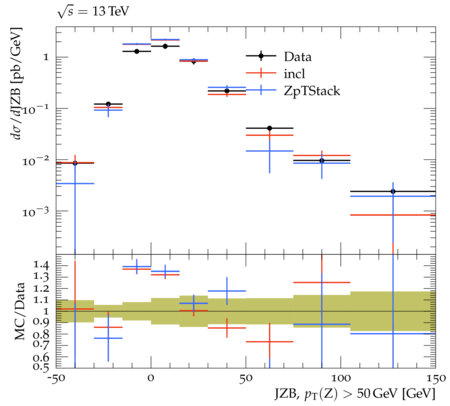 √s = 13 TeV
dσ/dJZB [pb/GeV]
1
10⁻¹
10⁻²
10⁻³
Data
incl
ZpTStack
MC/Data
1.4
1.3
1.2
1.1
1
0.9
0.8
0.7
0.6
0.5
-50 0 50 100 150
JZB, pT(Z) > 50 GeV [GeV]